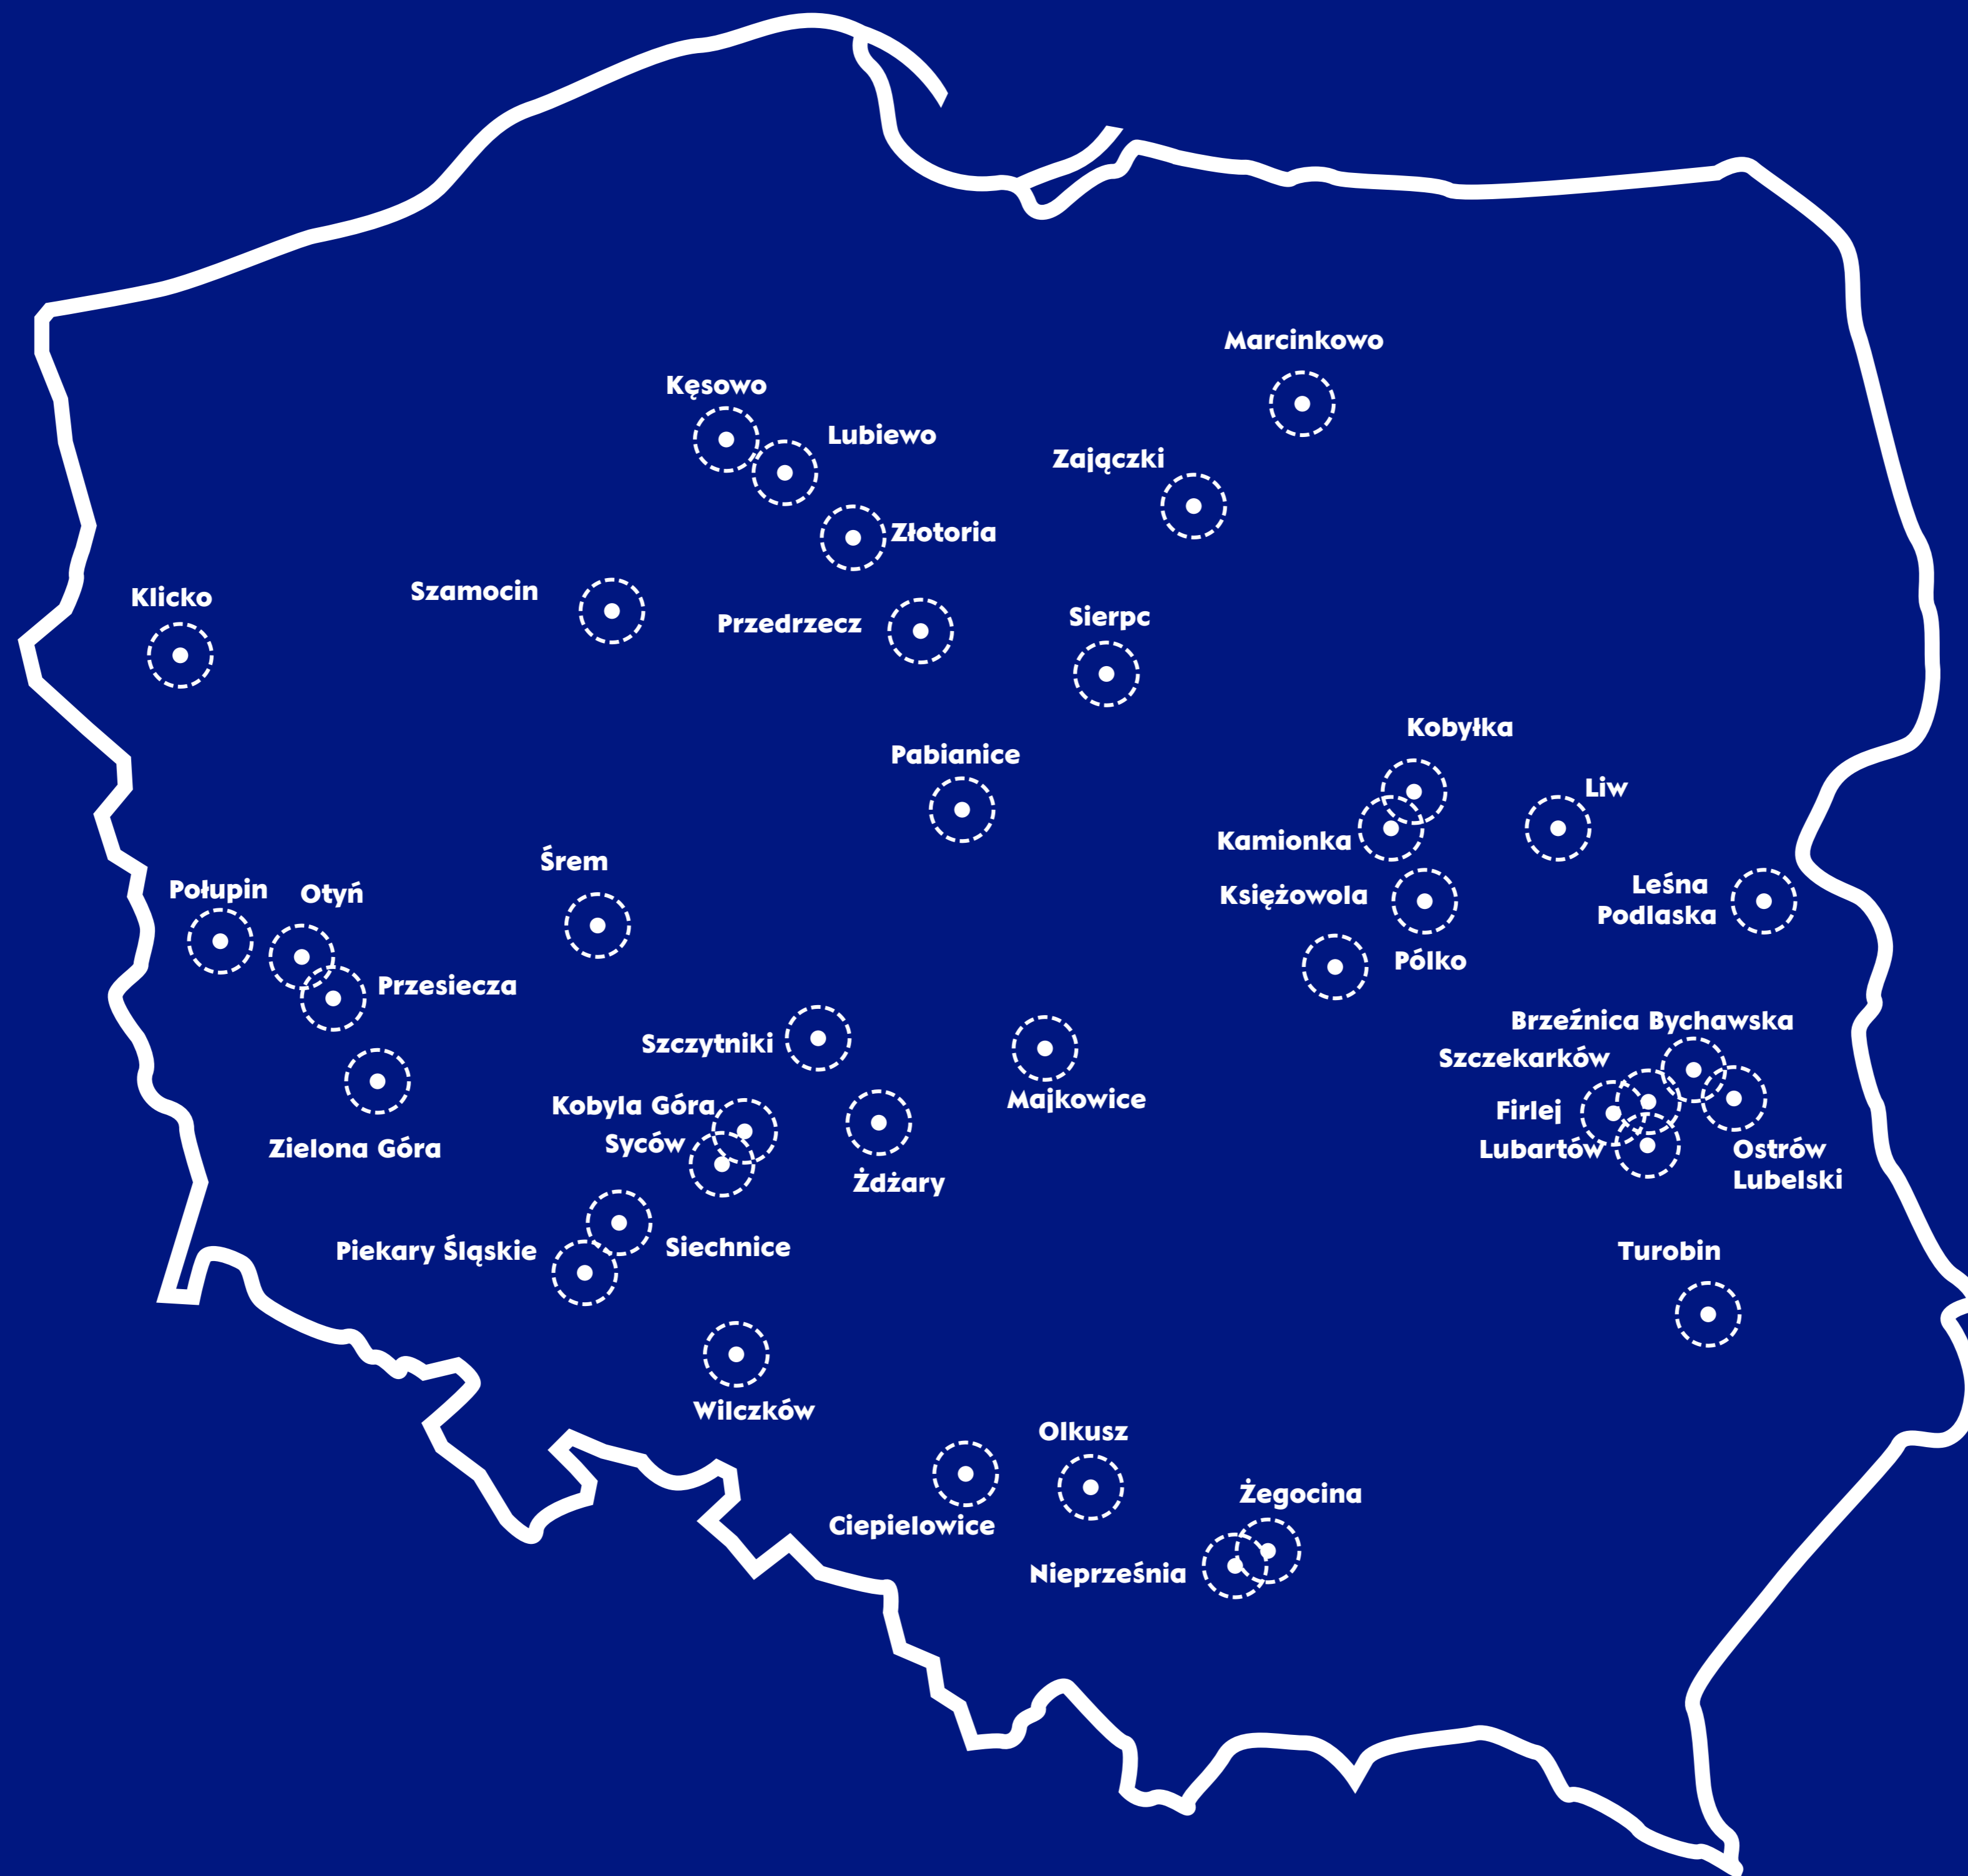 Marcinkowo
Kęsowo
Lubiewo
Zajączki
Złotoria
Szamocin
Klicko
Przedrzecz
Sierpc
Kobyłka
Pabianice
Liw
Kamionka
Śrem
Połupin
Otyń
Księżowola
Leśna
Podlaska
Pólko
Przesiecza
Brzeźnica Bychawska
Szczytniki
Szczekarków
Majkowice
Kobyla Góra
Firlej
Syców
Zielona Góra
Lubartów
Ostrów
Lubelski
Żdżary
Piekary Śląskie
Siechnice
Turobin
Wilczków
Olkusz
Żegocina
Ciepielowice
Nieprześnia